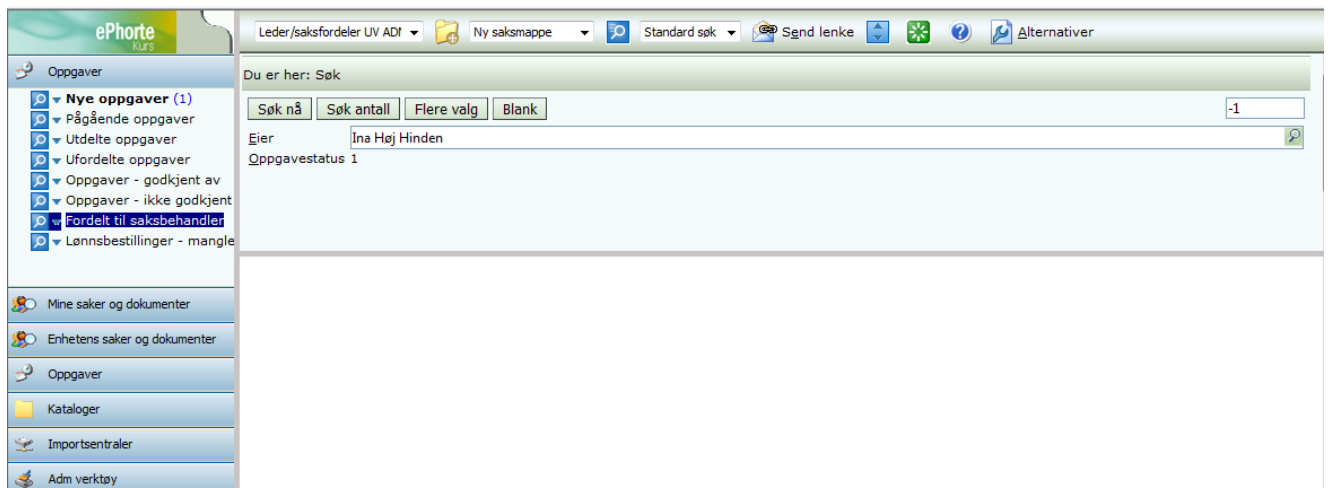 ePhorte
Kurs
Leder/saksfordeler UV ADM
Ny saksmappe
Standard søk
Send lenke
Alternativer
Oppgaver
Nye oppgaver (1)
Pågående oppgaver
Utdelte oppgaver
Ufordelte oppgaver
Oppgaver - godkjent av
Oppgaver - ikke godkjent
Fordelt til saksbehandler
Lønnsbestillinger - mangle
Mine saker og dokumenter
Enhetens saker og dokumenter
Oppgaver
Kataloger
Importsentraler
Adm verktøy
Du er her: Søk
Søk nå Søk antall Flere valg Blank -1
Eier Ina Høj Hinden
Oppgavestatus 1